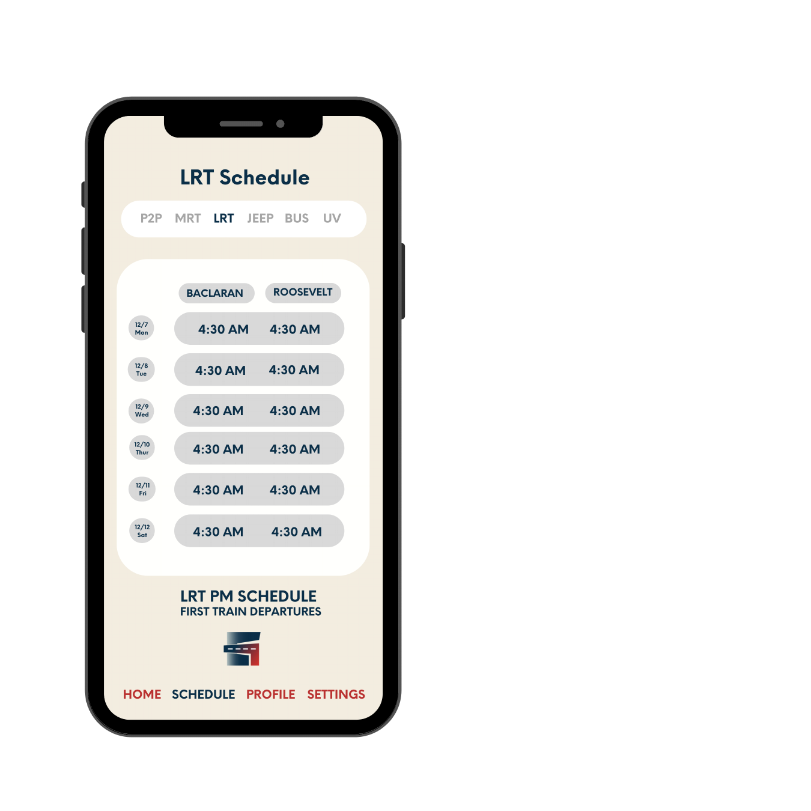 LRT Schedule
P2P MRT LRT JEEP BUS UV
BACLARAN ROOSEVELT
12/7 Mon 4:30 AM 4:30 AM
12/8 Tue 4:30 AM 4:30 AM
12/9 Wed 4:30 AM 4:30 AM
12/10 Thur 4:30 AM 4:30 AM
12/11 Fri 4:30 AM 4:30 AM
12/12 Sat 4:30 AM 4:30 AM
LRT PM SCHEDULE
FIRST TRAIN DEPARTURES
HOME SCHEDULE PROFILE SETTINGS